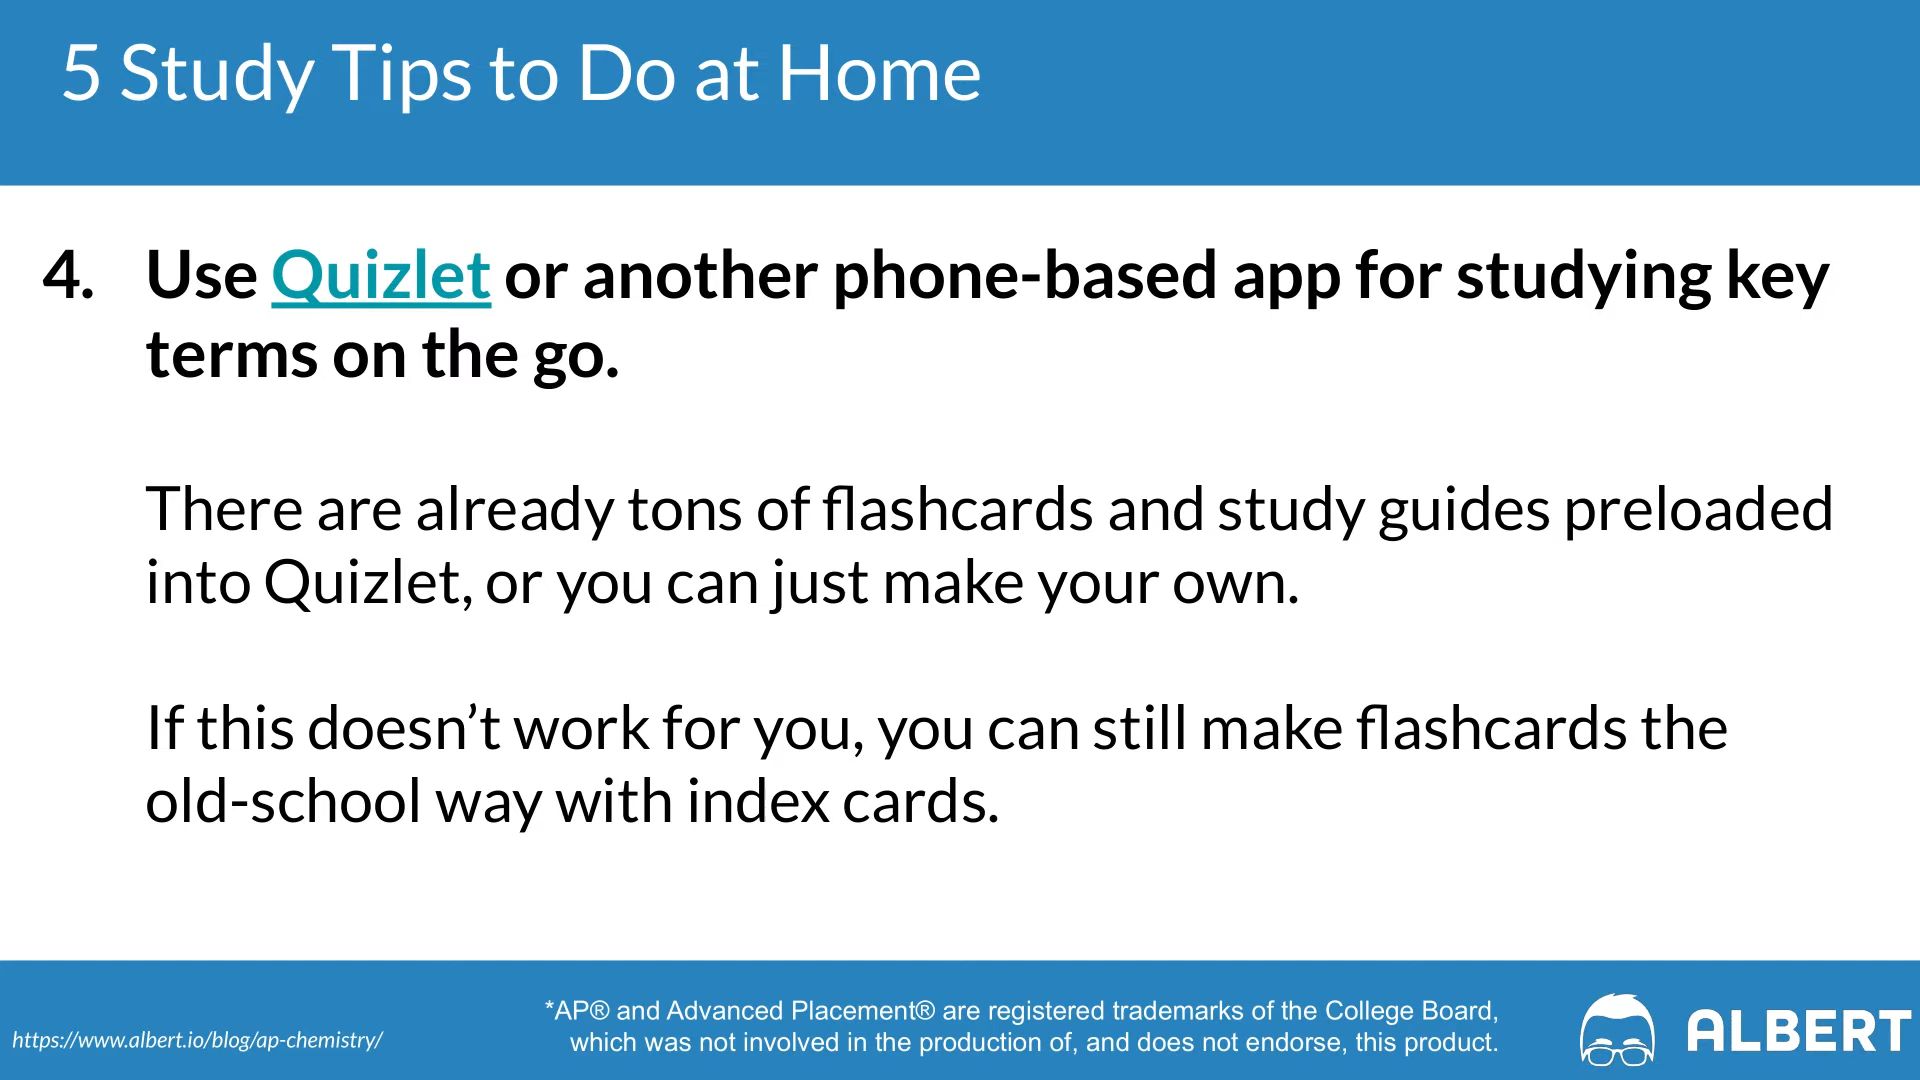 5 Study Tips to Do at Home
4. Use Quizlet or another phone-based app for studying key
terms on the go.
There are already tons of flashcards and study guides preloaded
into Quizlet, or you can just make your own.
If this doesn’t work for you, you can still make flashcards the
old-school way with index cards.
https://www.albert.io/blog/ap-chemistry/
*AP® and Advanced Placement® are registered trademarks of the College Board,
which was not involved in the production of, and does not endorse, this product.
ALBERT